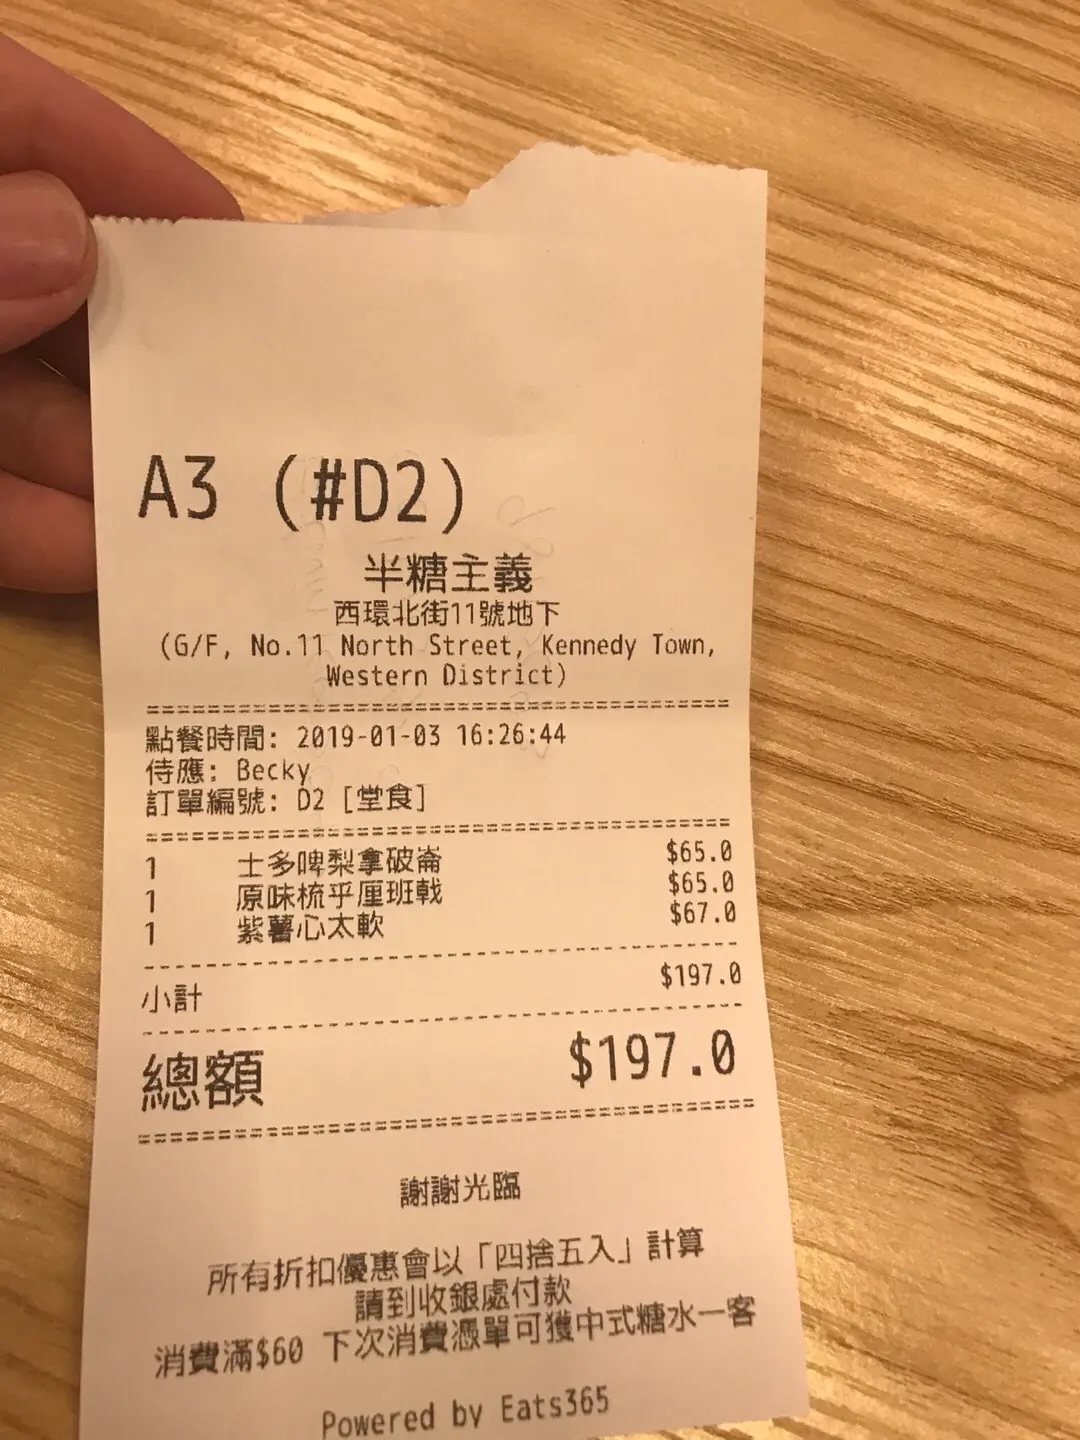 A3 (#D2)
半糖主義
西環北街11號地下
(G/F, No.11 North Street, Kennedy Town,
Western District)
點餐時間: 2019-01-03 16:26:44
侍應: Becky
訂單編號: D2 [堂食]
1 士多啤梨拿破崙 $65.0
1 原味梳乎厘班戟 $65.0
1 紫薯心太軟 $67.0
小計 $197.0
總額 $197.0
謝謝光臨
所有折扣優惠會以「四捨五入」計算
請到收銀處付款
消費滿$60 下次消費憑單可獲中式糖水一客
Powered by Eats365